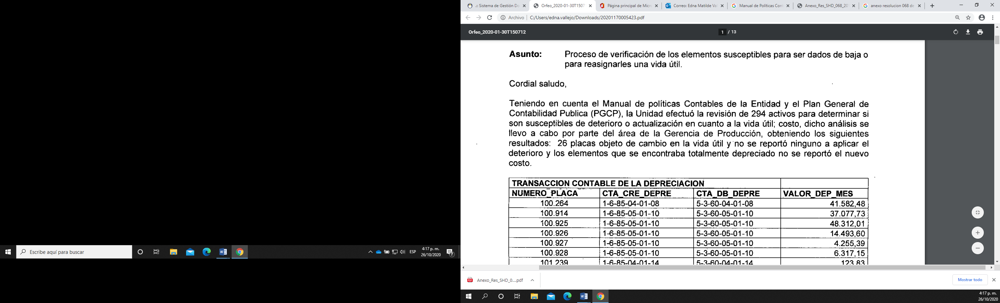 .:: Sistema de Gestión Do
Orfeo_2020-01-30T1507
Página principal de Micro
Correo: Edna Matilde Val
Manual de Políticas Cont
Anexo_Res_SHD_068_20
anexo resolucion 068 de
Archivo | C:/Users/edna.vallejo/Downloads/20201170005423.pdf
Orfeo_2020-01-30T150712
1 / 13
Asunto: Proceso de verificación de los elementos susceptibles para ser dados de baja o
para reasignarles una vida útil.
Cordial saludo,
Teniendo en cuenta el Manual de políticas Contables de la Entidad y el Plan General de
Contabilidad Publica (PGCP), la Unidad efectuó la revisión de 294 activos para determinar si
son susceptibles de deterioro o actualización en cuanto a la vida útil; costo, dicho análisis se
llevo a cabo por parte del área de la Gerencia de Producción, obteniendo los siguientes
resultados: 26 placas objeto de cambio en la vida útil y no se reportó ninguno a aplicar el
deterioro y los elementos que se encontraba totalmente depreciado no se reportó el nuevo
costo.
TRANSACCION CONTABLE DE LA DEPRECIACION
NUMERO_PLACA CTA_CRE_DEPRE CTA_DB_DEPRE VALOR_DEP_MES
100.264 1-6-85-04-01-08 5-3-60-04-01-08 41.582,48
100.914 1-6-85-05-01-10 5-3-60-05-01-10 37.077,73
100.925 1-6-85-05-01-10 5-3-60-05-01-10 48.312,01
100.926 1-6-85-05-01-10 5-3-60-05-01-10 14.493,60
100.927 1-6-85-05-01-10 5-3-60-05-01-10 4.255,39
100.928 1-6-85-05-01-10 5-3-60-05-01-10 6.317,15
101.239 1-6-85-04-01-14 5-3-60-04-01-14 123,83
Anexo_Res_SHD_0....pdf
Mostrar todo
Escribe aquí para buscar
ESP
4:17 p. m.
26/10/2020
7
4:17 p. m.
26/10/2020